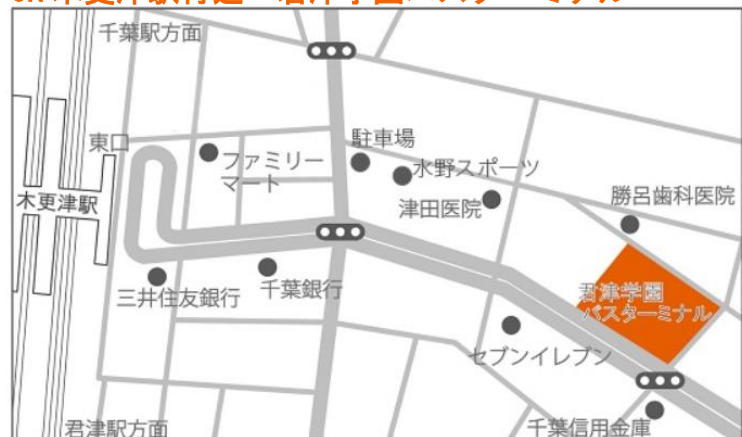 千葉駅方面
東口
ファミリー
マート
駐車場
水野スポーツ
津田医院
勝呂歯科医院
木更津駅
三井住友銀行
千葉銀行
君津学園
バスターミナル
セブンイレブン
君津駅方面
千葉信用金庫